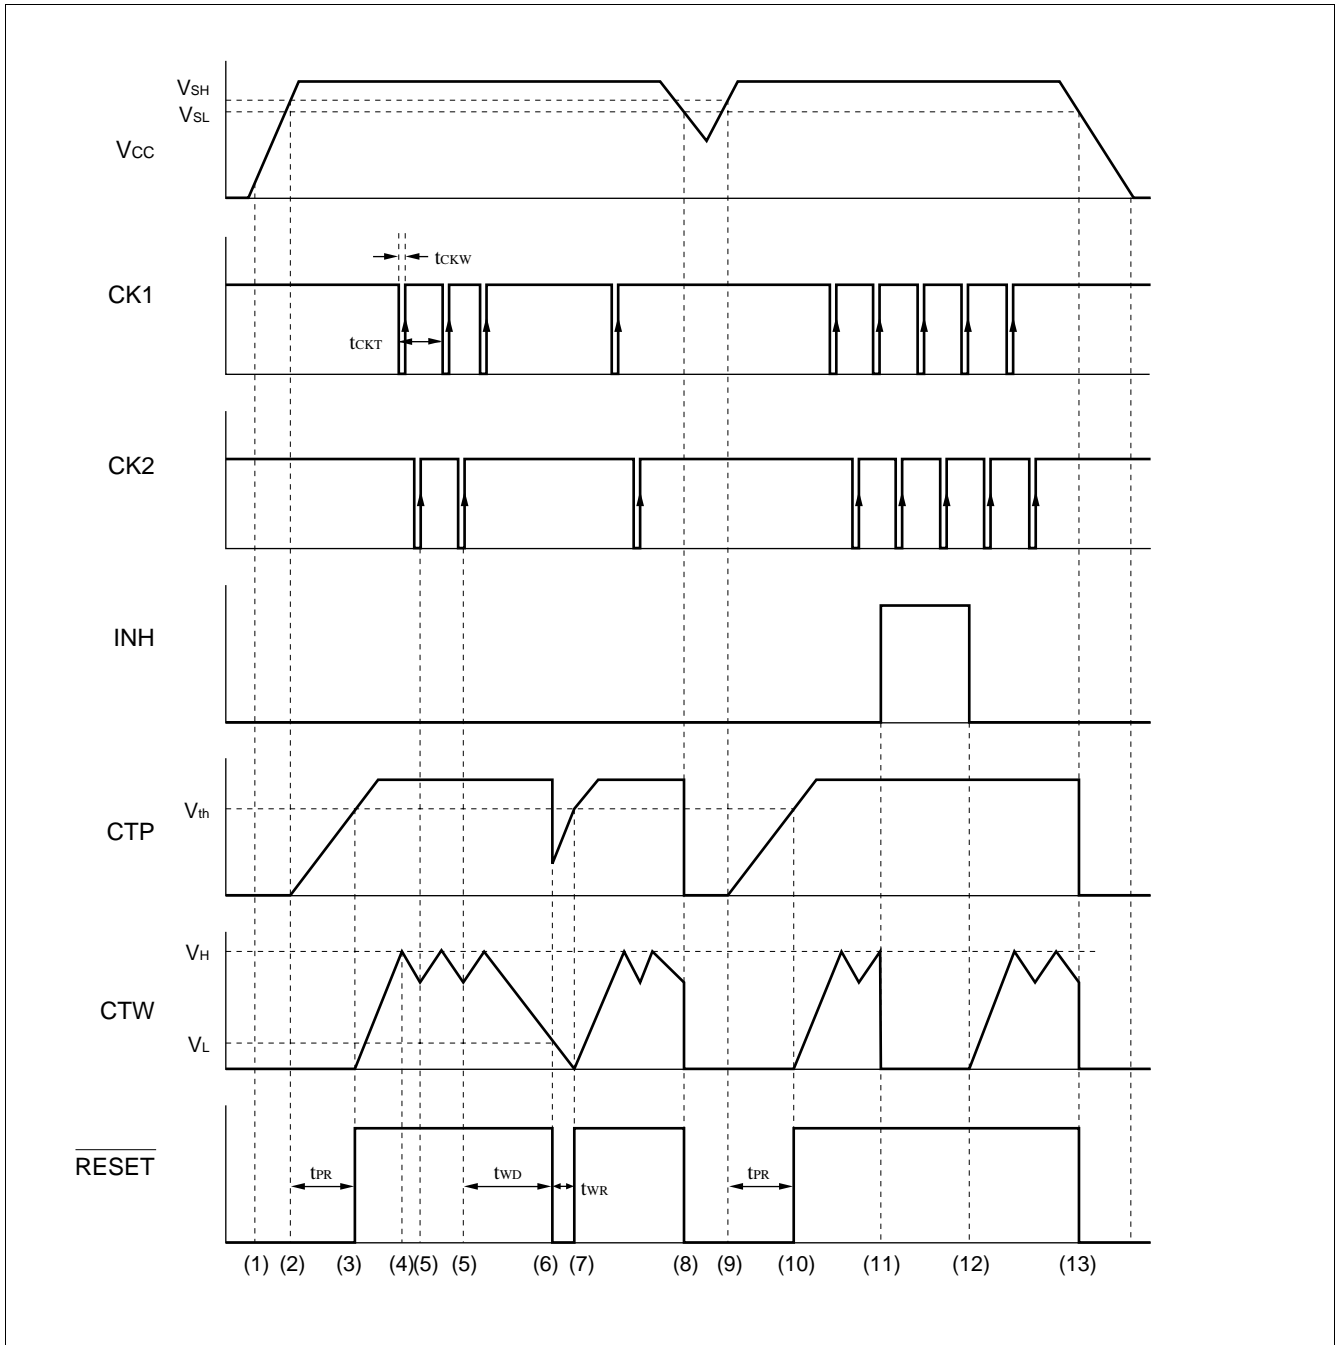 VSH
VSL
VCC
tCKW
CK1
tCKT
CK2
INH
Vth
CTP
VH
CTW
VL
RESET
tPR
tWD
tWR
tPR
(1) (2) (3) (4)(5) (5) (6) (7) (8) (9) (10) (11) (12) (13)